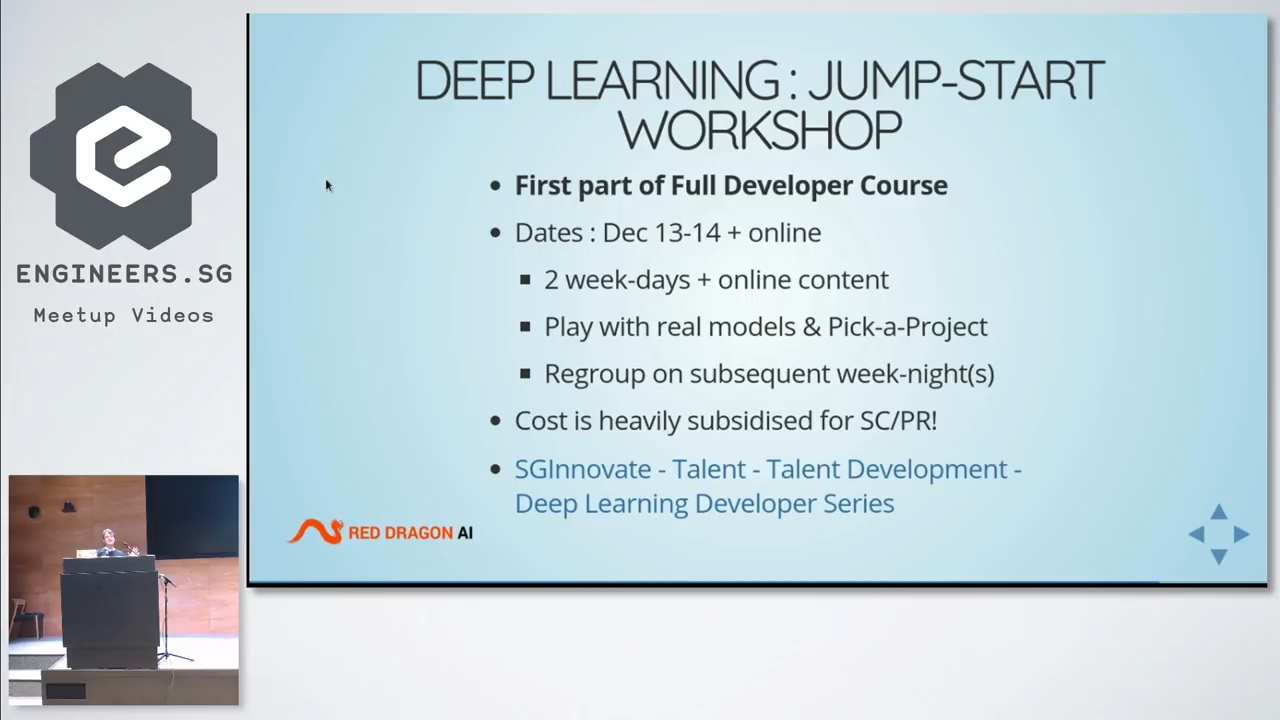 ENGINEERS.SG
Meetup Videos
DEEP LEARNING : JUMP-START
WORKSHOP
First part of Full Developer Course
Dates : Dec 13-14 + online
2 week-days + online content
Play with real models & Pick-a-Project
Regroup on subsequent week-night(s)
Cost is heavily subsidised for SC/PR!
SGInnovate - Talent - Talent Development -
Deep Learning Developer Series
RED DRAGON AI